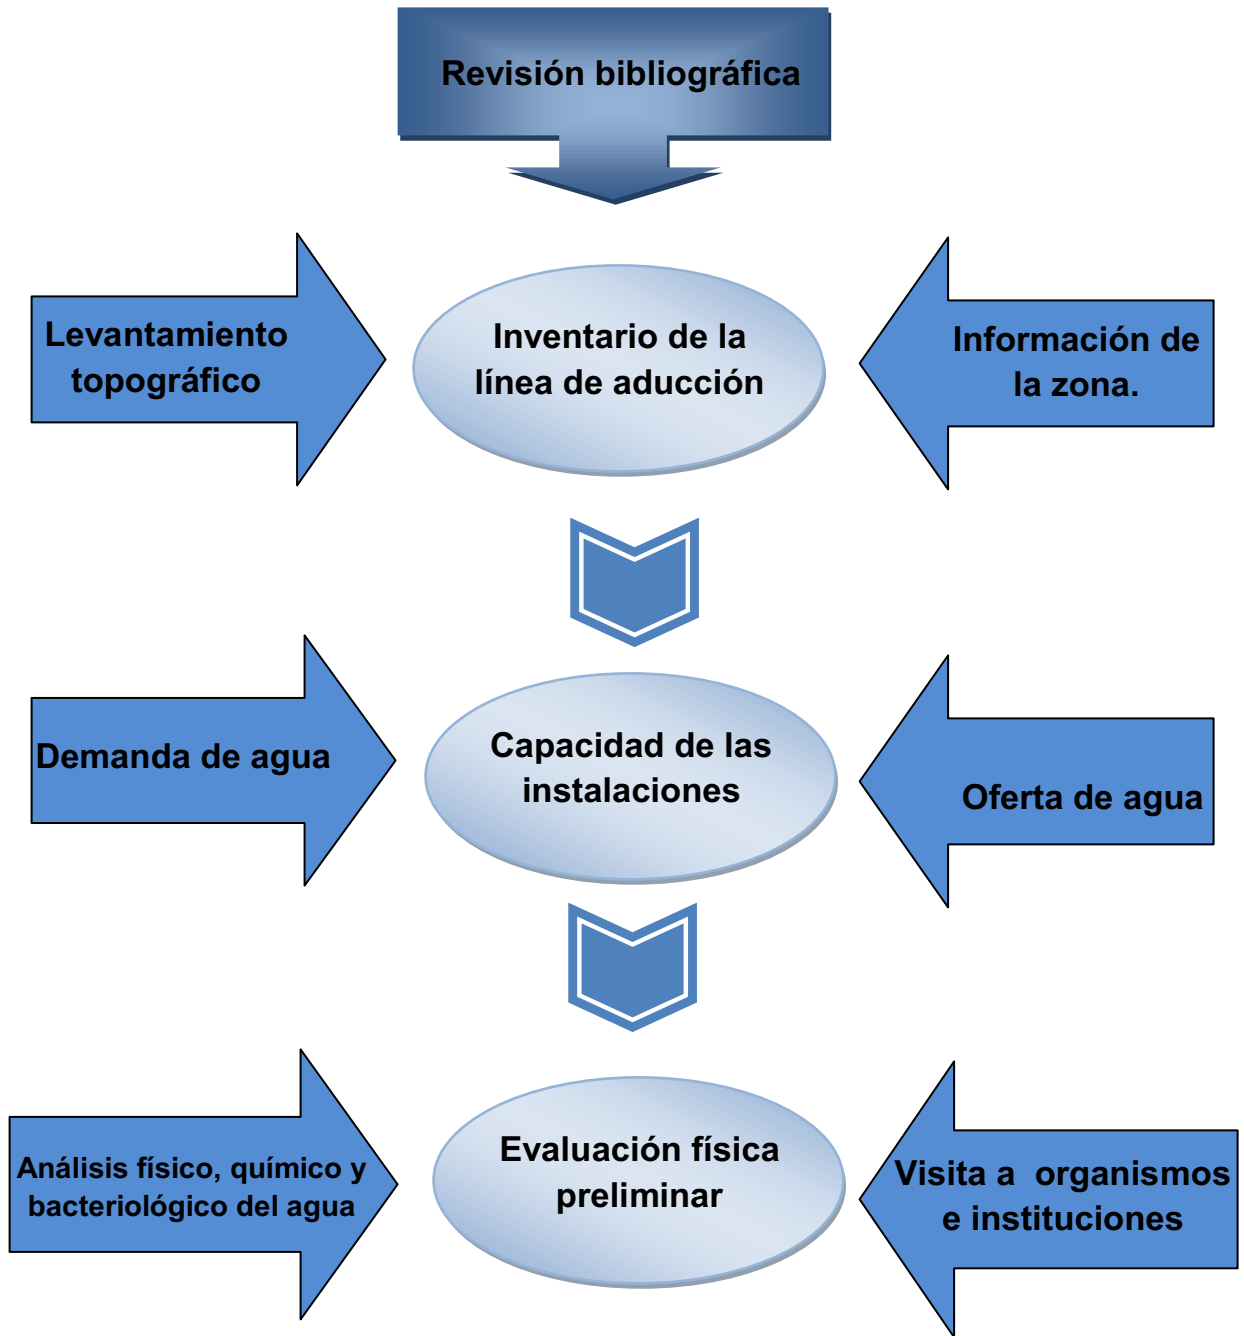 Revisión bibliográfica
Levantamiento
topográfico
Inventario de la
línea de aducción
Información de
la zona.
Demanda de agua
Capacidad de las
instalaciones
Oferta de agua
Análisis físico, químico y
bacteriológico del agua
Evaluación física
preliminar
Visita a organismos
e instituciones